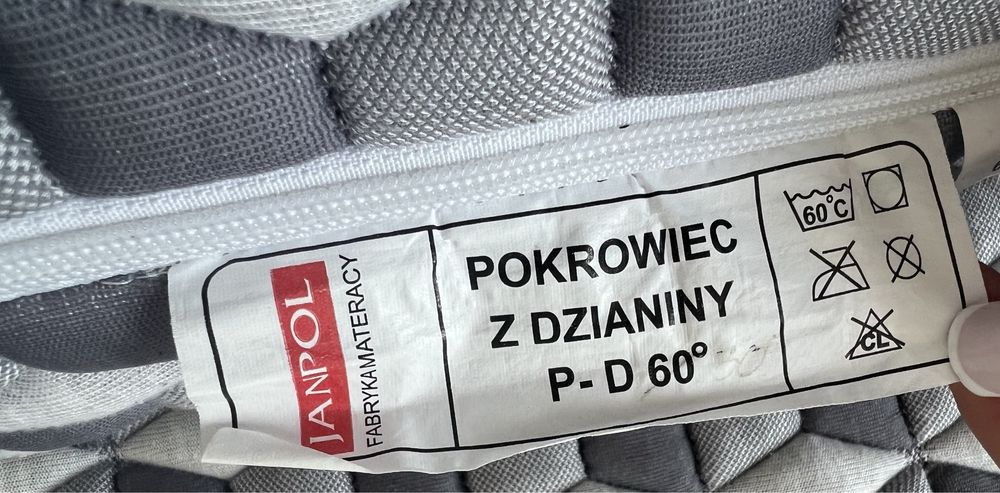 JANPOL
FABRYKA MATERACY
POKROWIEC
Z DZIANINY
P- D 60°
60°C
CL